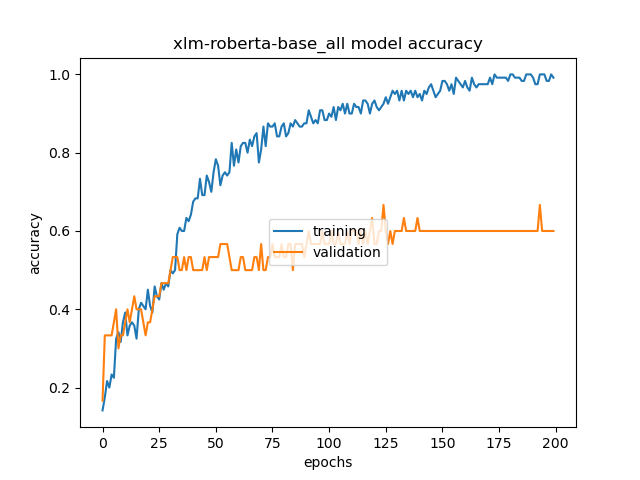 xlm-roberta-base_all model accuracy
1.0
0.8
0.6
0.4
0.2
accuracy
training
validation
0 25 50 75 100 125 150 175 200
epochs